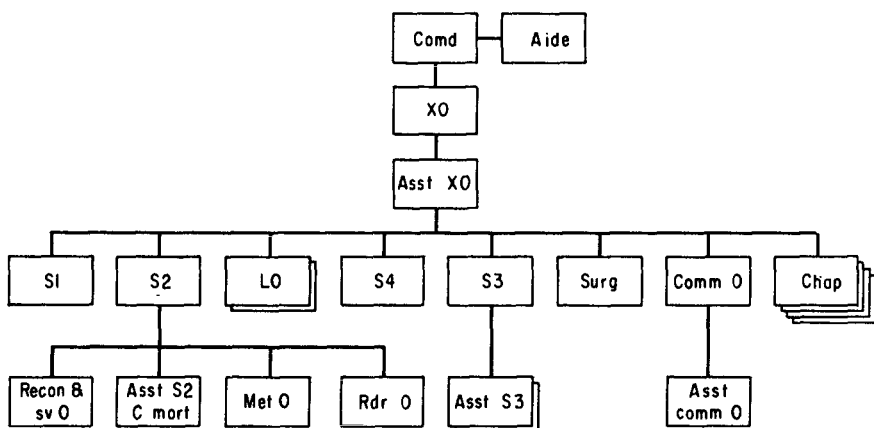 Comd
Aide
XO
Asst XO
S1
S2
LO
S4
S3
Surg
Comm O
Chap
Recon &
sv O
Asst S2
C mort
Met O
Rdr O
Asst S3
Asst
comm O